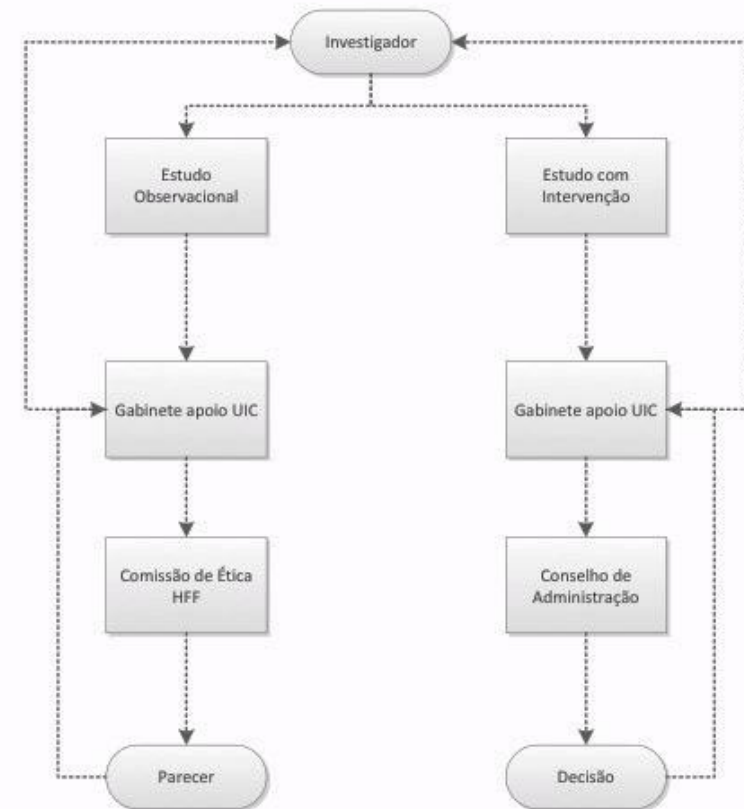 Investigador
Estudo
Observacional
Estudo com
Intervenção
Gabinete apoio UIC
Gabinete apoio UIC
Comissão de Ética
HFF
Conselho de
Administração
Parecer
Decisão